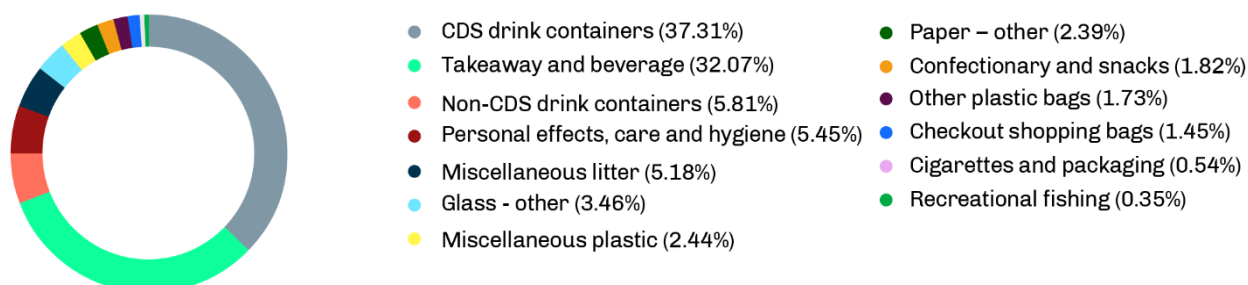 CDS drink containers (37.31%)
Takeaway and beverage (32.07%)
Non-CDS drink containers (5.81%)
Personal effects, care and hygiene (5.45%)
Miscellaneous litter (5.18%)
Glass - other (3.46%)
Miscellaneous plastic (2.44%)
Paper – other (2.39%)
Confectionary and snacks (1.82%)
Other plastic bags (1.73%)
Checkout shopping bags (1.45%)
Cigarettes and packaging (0.54%)
Recreational fishing (0.35%)